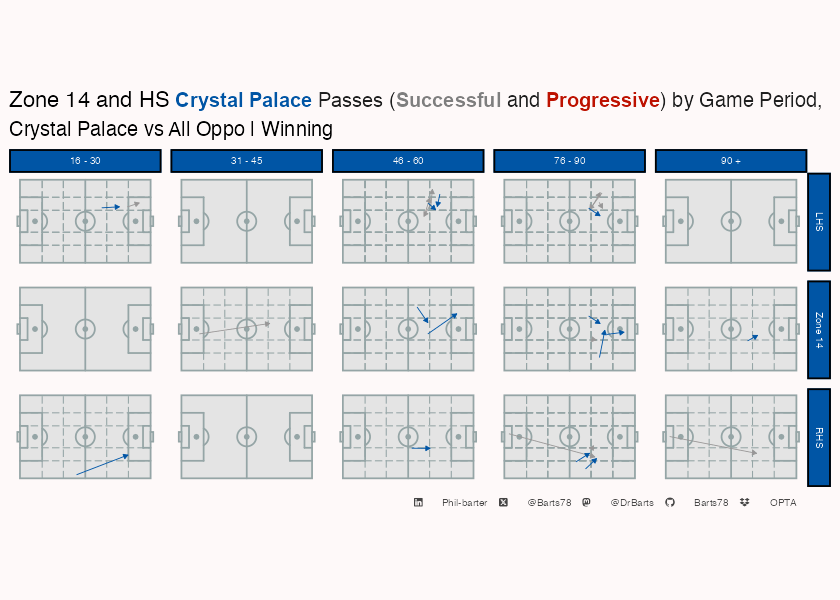 Zone 14 and HS Crystal Palace Passes (Successful and Progressive) by Game Period,
Crystal Palace vs All Oppo | Winning
16 - 30 31 - 45 46 - 60 76 - 90 90 +
LHS
Zone 14
RHS
Phil-barter @Barts78 @DrBarts Barts78 OPTA